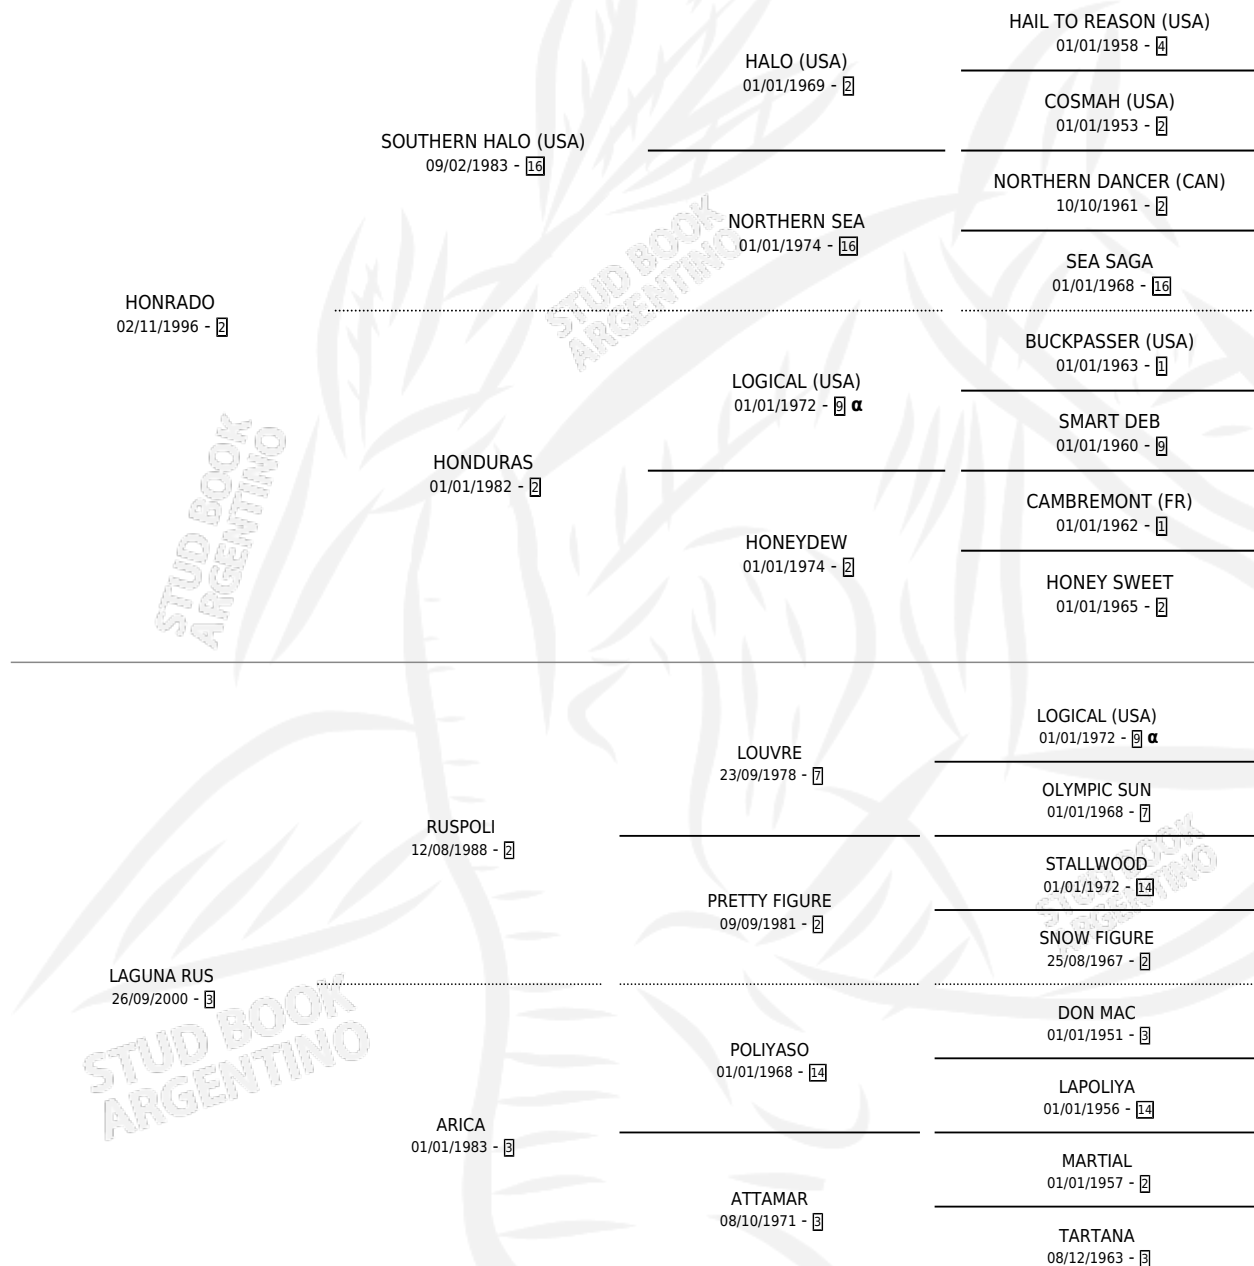 HAIL TO REASON (USA)
01/01/1958 - 4
HALO (USA)
01/01/1969 - 2
COSMAH (USA)
01/01/1953 - 2
SOUTHERN HALO (USA)
09/02/1983 - 16
NORTHERN DANCER (CAN)
10/10/1961 - 2
NORTHERN SEA
01/01/1974 - 16
SEA SAGA
01/01/1968 - 16
HONRADO
02/11/1996 - 2
STUD BOOK
ARGENTINO
BUCKPASSER (USA)
01/01/1963 - 1
LOGICAL (USA)
01/01/1972 - 9 α
SMART DEB
01/01/1960 - 9
HONDURAS
01/01/1982 - 2
STUD BOOK
ARGENTINO
CAMBREMONT (FR)
01/01/1962 - 1
HONEYDEW
01/01/1974 - 2
HONEY SWEET
01/01/1965 - 2
LOGICAL (USA)
01/01/1972 - 9 α
LOUVRE
23/09/1978 - 7
OLYMPIC SUN
01/01/1968 - 7
RUSPOLI
12/08/1988 - 2
STALLWOOD
01/01/1972 - 14
STUD BOOK
ARGENTINO
PRETTY FIGURE
09/09/1981 - 2
SNOW FIGURE
25/08/1967 - 2
LAGUNA RUS
26/09/2000 - 3
STUD BOOK
ARGENTINO
DON MAC
01/01/1951 - 3
POLIYASO
01/01/1968 - 14
LAPOLIYA
01/01/1956 - 14
ARICA
01/01/1983 - 3
MARTIAL
01/01/1957 - 2
ATTAMAR
08/10/1971 - 3
TARTANA
08/12/1963 - 3